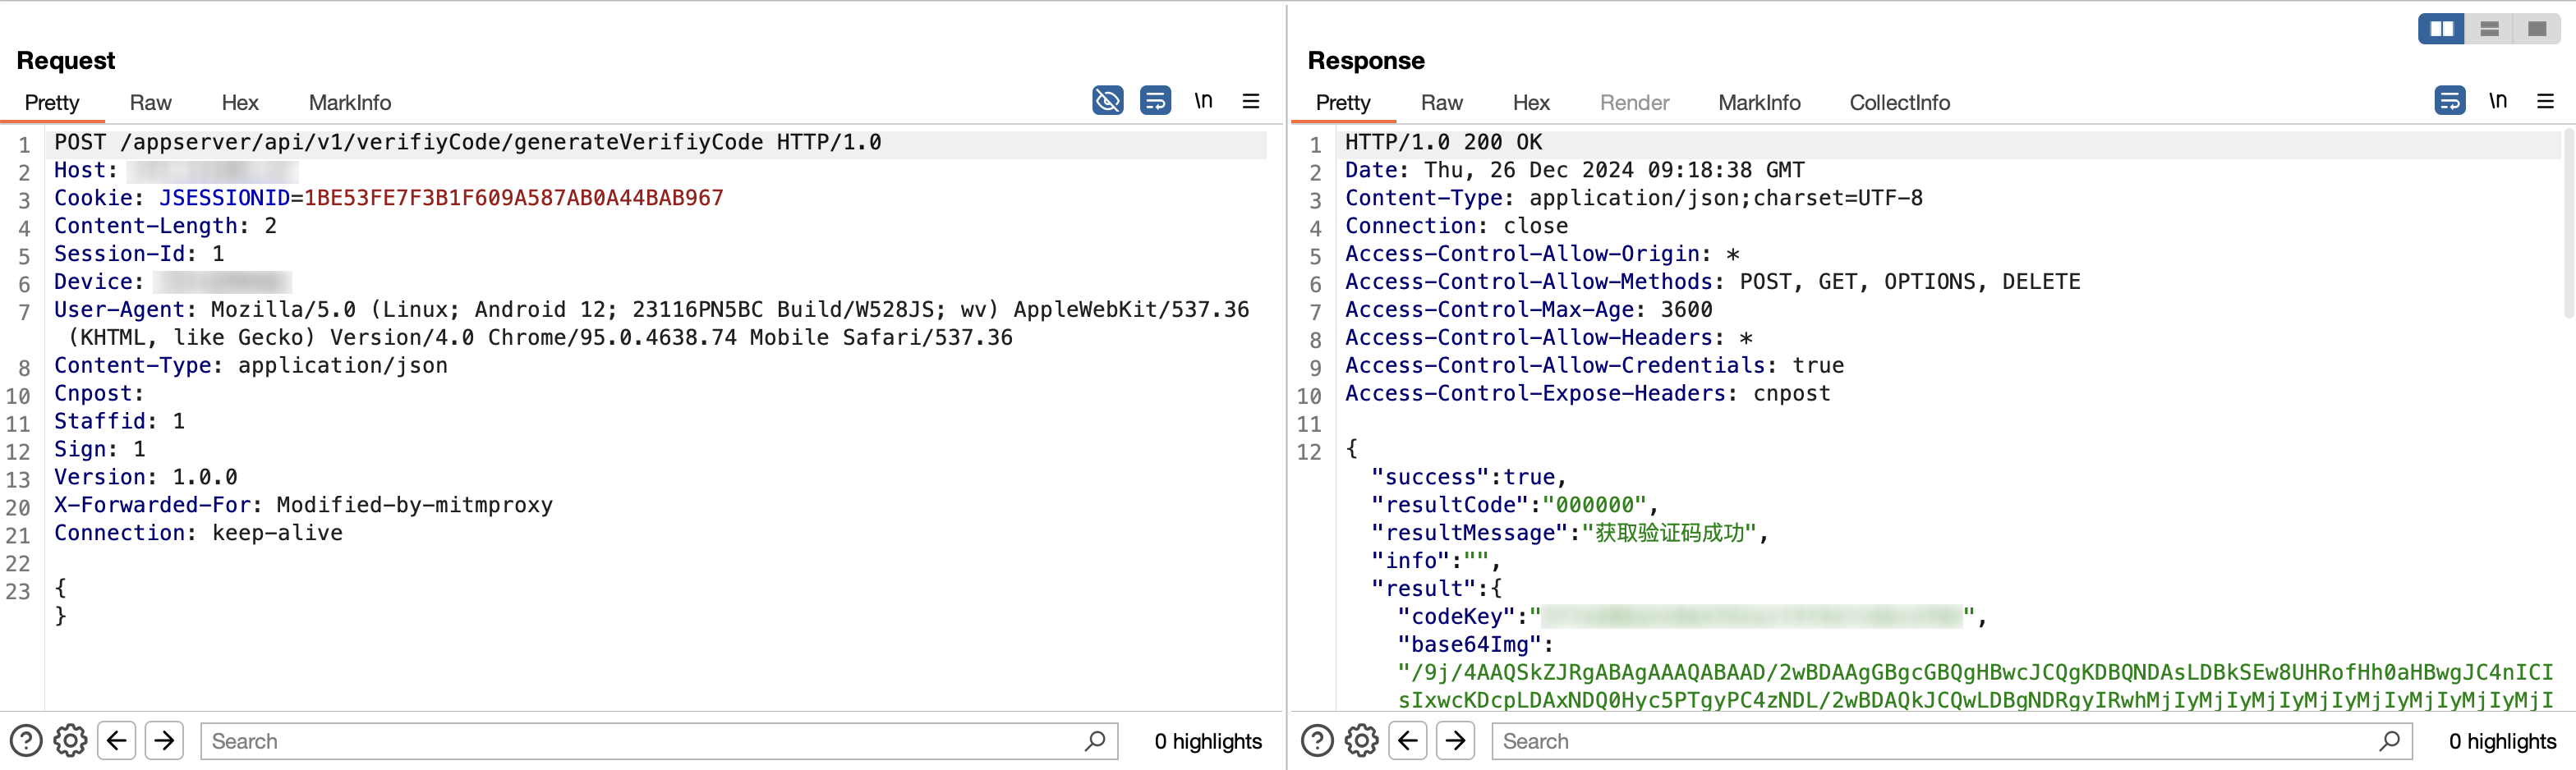 Request
Pretty Raw Hex MarkInfo \n
1 POST /appserver/api/v1/verifiyCode/generateVerifiyCode HTTP/1.0
2 Host:
3 Cookie: JSESSIONID=1BE53FE7F3B1F609A587AB0A44BAB967
4 Content-Length: 2
5 Session-Id: 1
6 Device:
7 User-Agent: Mozilla/5.0 (Linux; Android 12; 23116PN5BC Build/W528JS; wv) AppleWebKit/537.36
(KHTML, like Gecko) Version/4.0 Chrome/95.0.4638.74 Mobile Safari/537.36
8 Content-Type: application/json
10 Cnpost:
11 Staffid: 1
12 Sign: 1
13 Version: 1.0.0
20 X-Forwarded-For: Modified-by-mitmproxy
21 Connection: keep-alive
22
23 {
}
Search 0 highlights
Response
Pretty Raw Hex Render MarkInfo CollectInfo \n
1 HTTP/1.0 200 OK
2 Date: Thu, 26 Dec 2024 09:18:38 GMT
3 Content-Type: application/json;charset=UTF-8
4 Connection: close
5 Access-Control-Allow-Origin: *
6 Access-Control-Allow-Methods: POST, GET, OPTIONS, DELETE
7 Access-Control-Max-Age: 3600
8 Access-Control-Allow-Headers: *
9 Access-Control-Allow-Credentials: true
10 Access-Control-Expose-Headers: cnpost
11
12 {
"success":true,
"resultCode":"000000",
"resultMessage":"获取验证码成功",
"info":"",
"result":{
"codeKey":"",
"base64Img":
"/9j/4AAQSkZJRgABAgAAAQABAAD/2wBDAAgGBgcGBQgHBwcJCQgKDBQNDAsLDBkSEw8UHRofHh0aHBwgJC4nICI
sIxwcKDcpLDAxNDQ0Hyc5PTgyPC4zNDL/2wBDAQkJCQwLDBgNDRgyIRwhMjIyMjIyMjIyMjIyMjIyMjIyMjIyMjI
Search 0 highlights